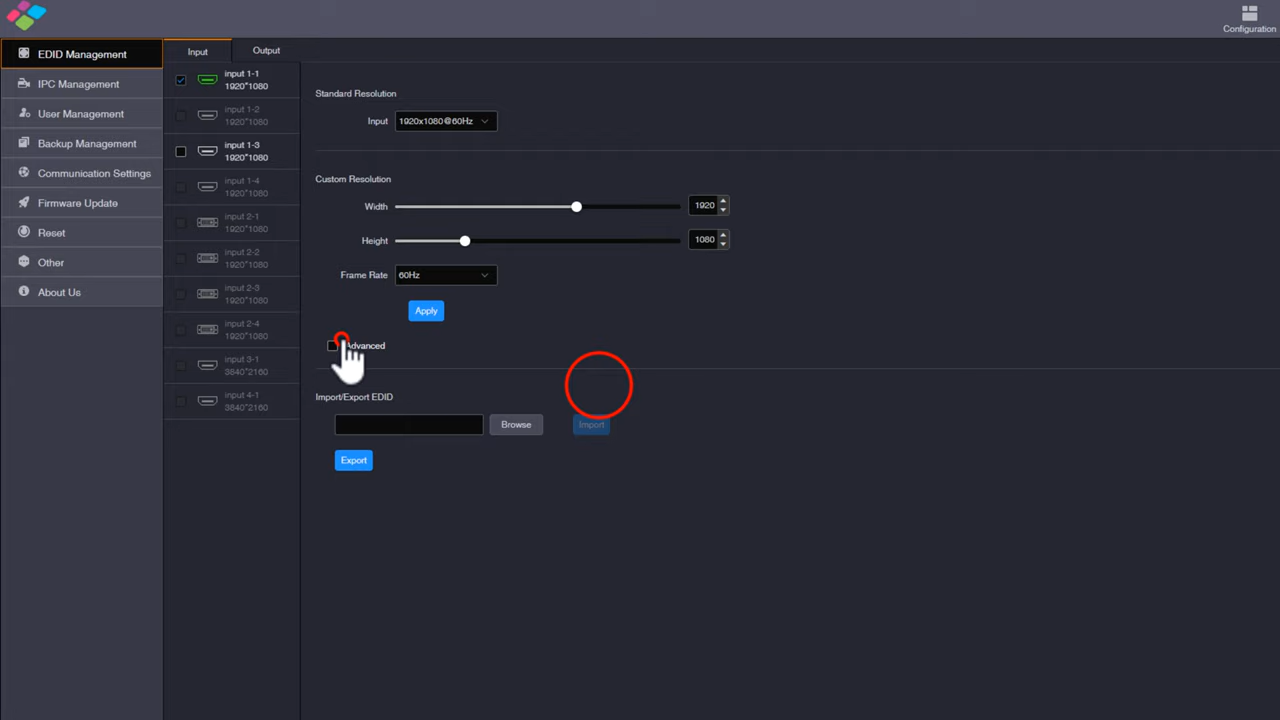 Configuration
EDID Management
IPC Management
User Management
Backup Management
Communication Settings
Firmware Update
Reset
Other
About Us
Input
Output
input 1-1
1920*1080
input 1-2
1920*1080
input 1-3
1920*1080
input 1-4
1920*1080
input 2-1
1920*1080
input 2-2
1920*1080
input 2-3
1920*1080
input 2-4
1920*1080
input 3-1
3840*2160
input 4-1
3840*2160
Standard Resolution
Input 1920x1080@60Hz
Custom Resolution
Width 1920
Height 1080
Frame Rate 60Hz
Apply
Advanced
Import/Export EDID
Browse Import
Export